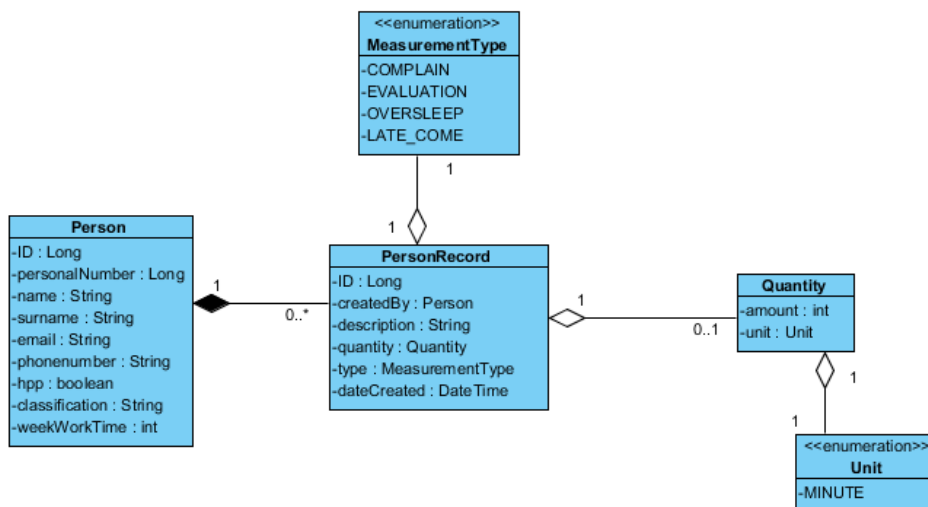 <<enumeration>>
MeasurementType
-COMPLAIN
-EVALUATION
-OVERSLEEP
-LATE_COME
1
1
Person
-ID : Long
-personalNumber : Long
-name : String
-surname : String
-email : String
-phonenumber : String
-hpp : boolean
-classification : String
-weekWorkTime : int
1
0..*
PersonRecord
-ID : Long
-createdBy : Person
-description : String
-quantity : Quantity
-type : MeasurementType
-dateCreated : DateTime
1
0..1
Quantity
-amount : int
-unit : Unit
1
1
<<enumeration>>
Unit
-MINUTE